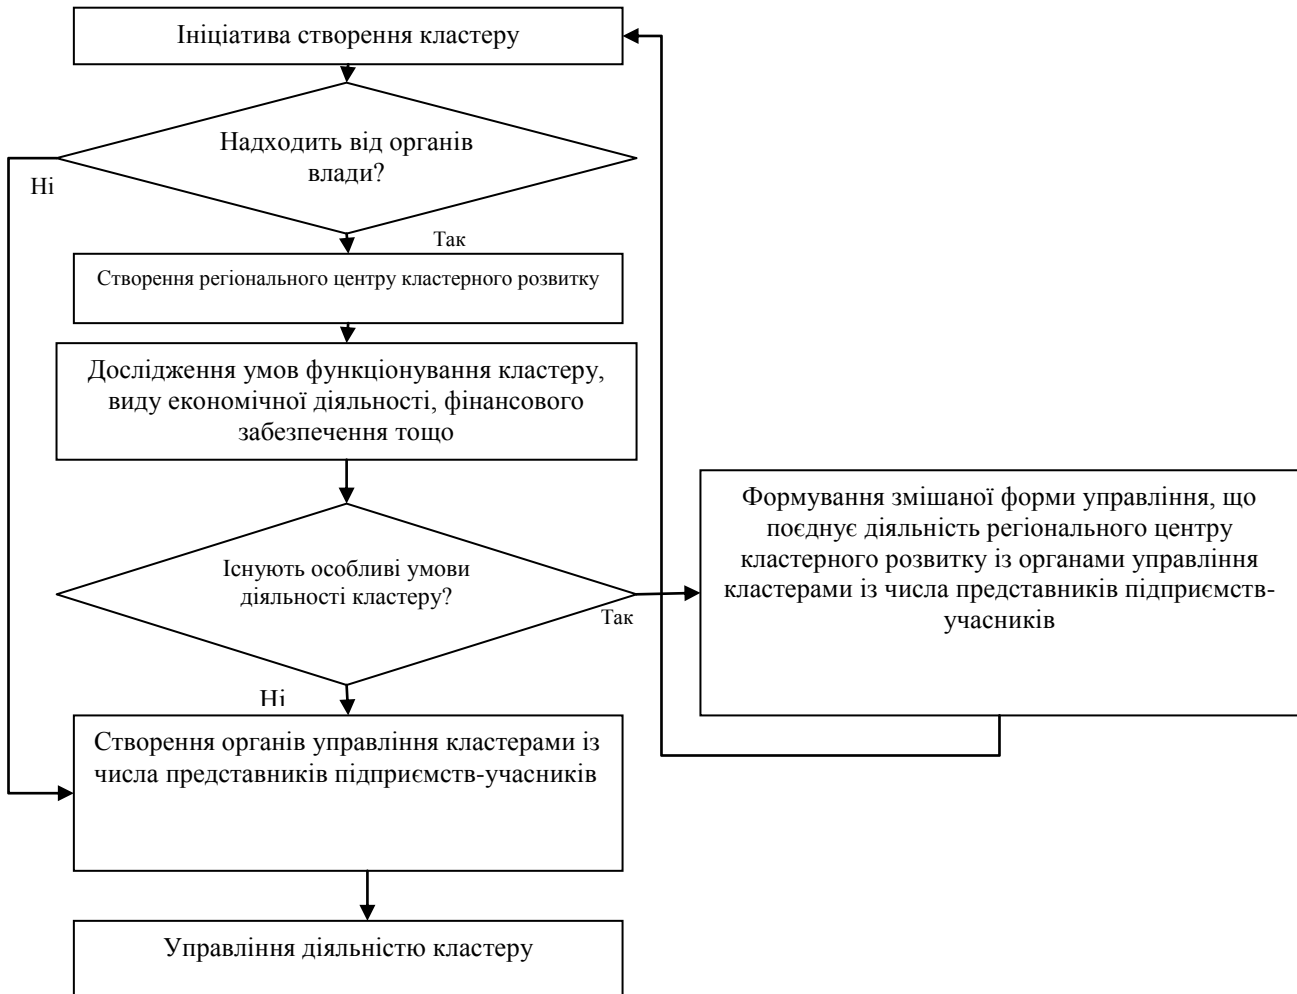 Ініціатива створення кластеру
Надходить від органів
влади?
Ні
Так
Створення регіонального центру кластерного розвитку
Дослідження умов функціонування кластеру,
виду економічної діяльності, фінансового
забезпечення тощо
Існують особливі умови
діяльності кластеру?
Так
Формування змішаної форми управління, що
поєднує діяльність регіонального центру
кластерного розвитку із органами управління
кластерами із числа представників підприємств-
учасників
Ні
Створення органів управління кластерами із
числа представників підприємств-учасників
Управління діяльністю кластеру